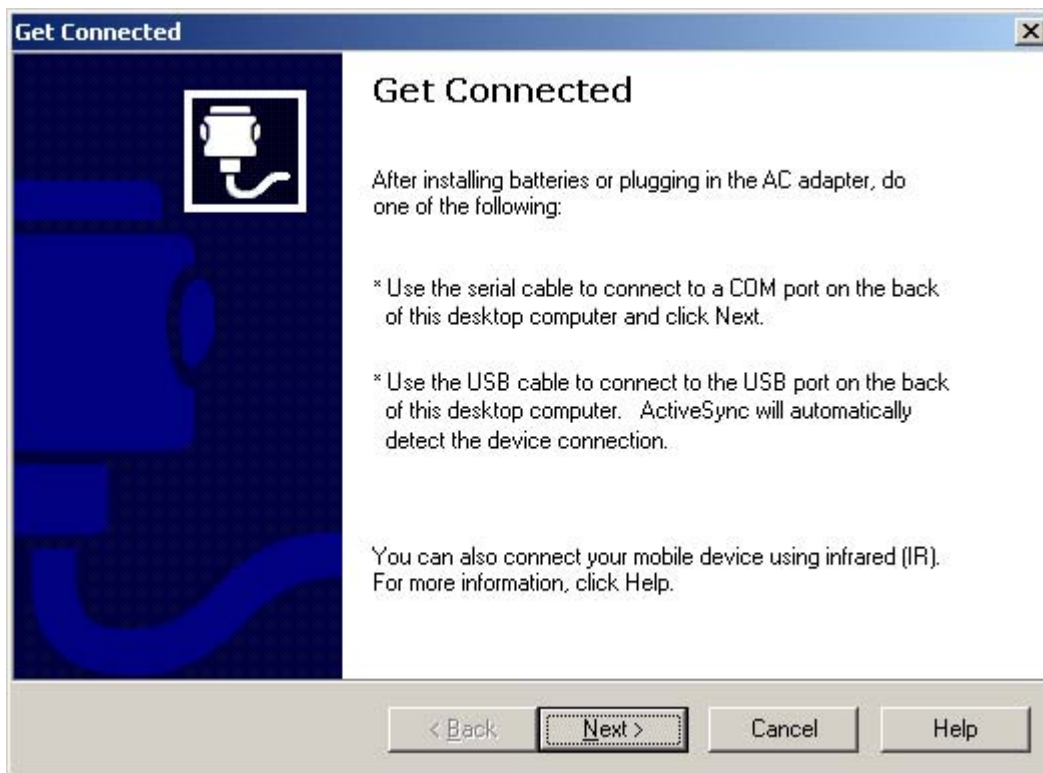 Get Connected
Get Connected
After installing batteries or plugging in the AC adapter, do
one of the following:
* Use the serial cable to connect to a COM port on the back
of this desktop computer and click Next.
* Use the USB cable to connect to the USB port on the back
of this desktop computer.   ActiveSync will automatically
detect the device connection.
You can also connect your mobile device using infrared (IR).
For more information, click Help.
< Back Next > Cancel Help